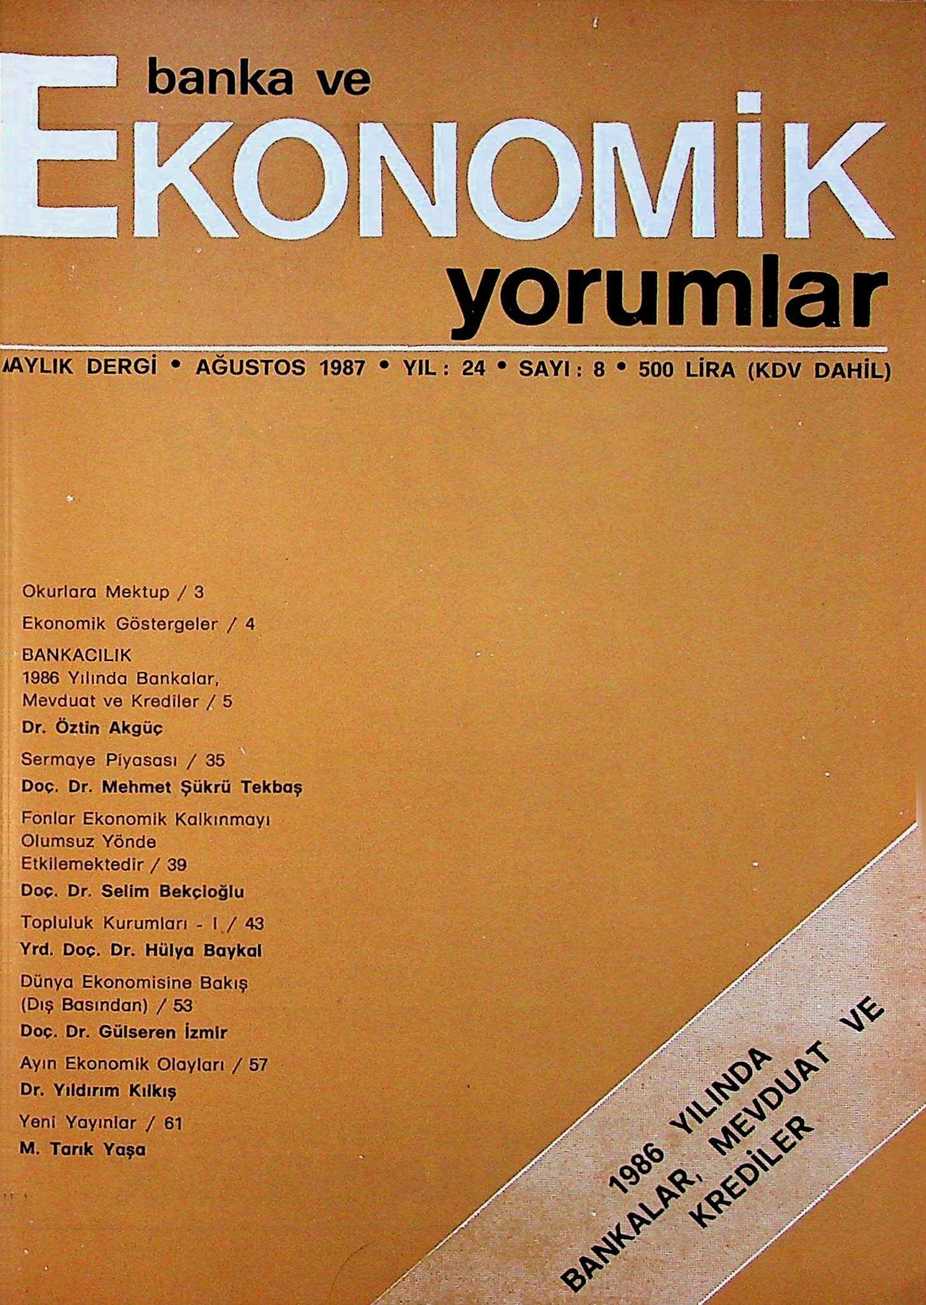 banka ve
EKONOMİK
yorumlar
AYLIK DERGİ • AĞUSTOS 1987 • YIL : 24 • SAYI : 8 • 500 LİRA (KDV DAHİL)
Okurlara Mektup / 3
Ekonomik Göstergeler / 4
BANKACILIK
1986 Yılında Bankalar,
Mevduat ve Krediler / 5
Dr. Öztin Akgüç
Sermaye Piyasası / 35
Doç. Dr. Mehmet Şükrü Tekbaş
Fonlar Ekonomik Kalkınmayı
Olumsuz Yönde
Etkilemektedir / 39
Doç. Dr. Selim Bekçioğlu
Topluluk Kurumları - I / 43
Yrd. Doç. Dr. Hülya Baykal
Dünya Ekonomisine Bakış
(Dış Basından) / 53
Doç. Dr. Gülseren İzmir
Ayın Ekonomik Olayları / 57
Dr. Yıldırım Kılkış
Yeni Yayınlar / 61
M. Tarık Yaşa
1986 YILINDA
BANKALAR, MEVDUAT VE
KREDİLER